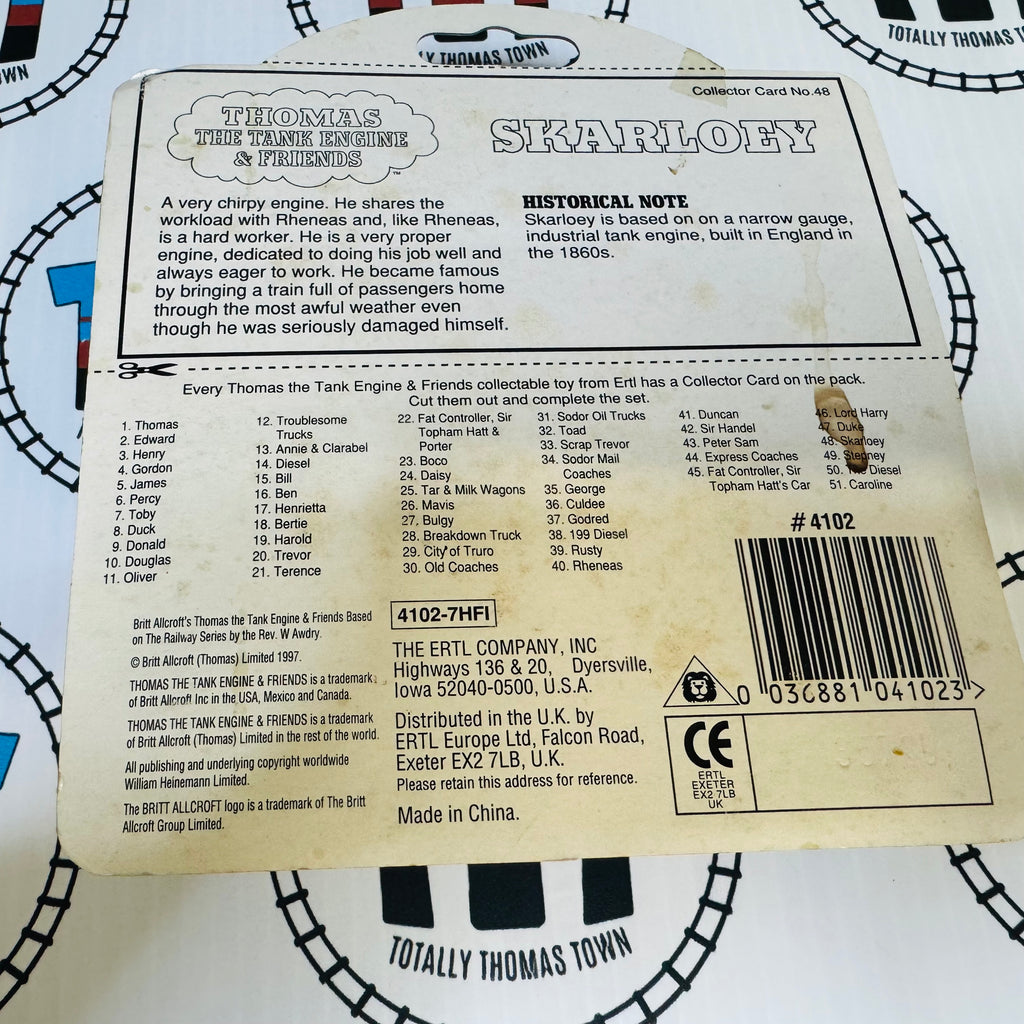 TOTALLY THOMAS TOWN
WN
Y THOMAS TOWN
Collector Card No.48
THOMAS
THE TANK ENGINE
& FRIENDS
™
SKARLOEY
A very chirpy engine. He shares the
workload with Rheneas and, like Rheneas,
is a hard worker. He is a very proper
engine, dedicated to doing his job well and
always eager to work. He became famous
by bringing a train full of passengers home
through the most awful weather even
though he was seriously damaged himself.
HISTORICAL NOTE
Skarloey is based on on a narrow gauge,
industrial tank engine, built in England in
the 1860s.
Every Thomas the Tank Engine & Friends collectable toy from Ertl has a Collector Card on the pack.
Cut them out and complete the set.
1. Thomas
2. Edward
3. Henry
4. Gordon
5. James
6. Percy
7. Toby
8. Duck
9. Donald
10. Douglas
11. Oliver
12. Troublesome
Trucks
13. Annie & Clarabel
14. Diesel
15. Bill
16. Ben
17. Henrietta
18. Bertie
19. Harold
20. Trevor
21. Terence
22. Fat Controller, Sir
Topham Hatt &
Porter
23. Boco
24. Daisy
25. Tar & Milk Wagons
26. Mavis
27. Bulgy
28. Breakdown Truck
29. City of Truro
30. Old Coaches
31. Sodor Oil Trucks
32. Toad
33. Scrap Trevor
34. Sodor Mail
Coaches
35. George
36. Culdee
37. Godred
38. 199 Diesel
39. Rusty
40. Rheneas
41. Duncan
42. Sir Handel
43. Peter Sam
44. Express Coaches
45. Fat Controller, Sir
Topham Hatt's Car
46. Lord Harry
47. Duke
48. Skarloey
49. Stepney
50. The Diesel
51. Caroline
#4102
0 036881 041023
Britt Allcroft's Thomas the Tank Engine & Friends Based
on The Railway Series by the Rev. W Awdry.
© Britt Allcroft (Thomas) Limited 1997.
THOMAS THE TANK ENGINE & FRIENDS is a trademark
of Britt Allcroft Inc in the USA, Mexico and Canada.
THOMAS THE TANK ENGINE & FRIENDS is a trademark
of Britt Allcroft (Thomas) Limited in the rest of the world.
All publishing and underlying copyright worldwide
William Heinemann Limited.
The BRITT ALLCROFT logo is a trademark of The Britt
Allcroft Group Limited.
4102-7HFI
THE ERTL COMPANY, INC
Highways 136 & 20, Dyersville,
Iowa 52040-0500, U.S.A.
Distributed in the U.K. by
ERTL Europe Ltd, Falcon Road,
Exeter EX2 7LB, U.K.
Please retain this address for reference.
Made in China.
CE
ERTL
EXETER
EX2 7LB
UK
TOTALLY THOMAS TOWN